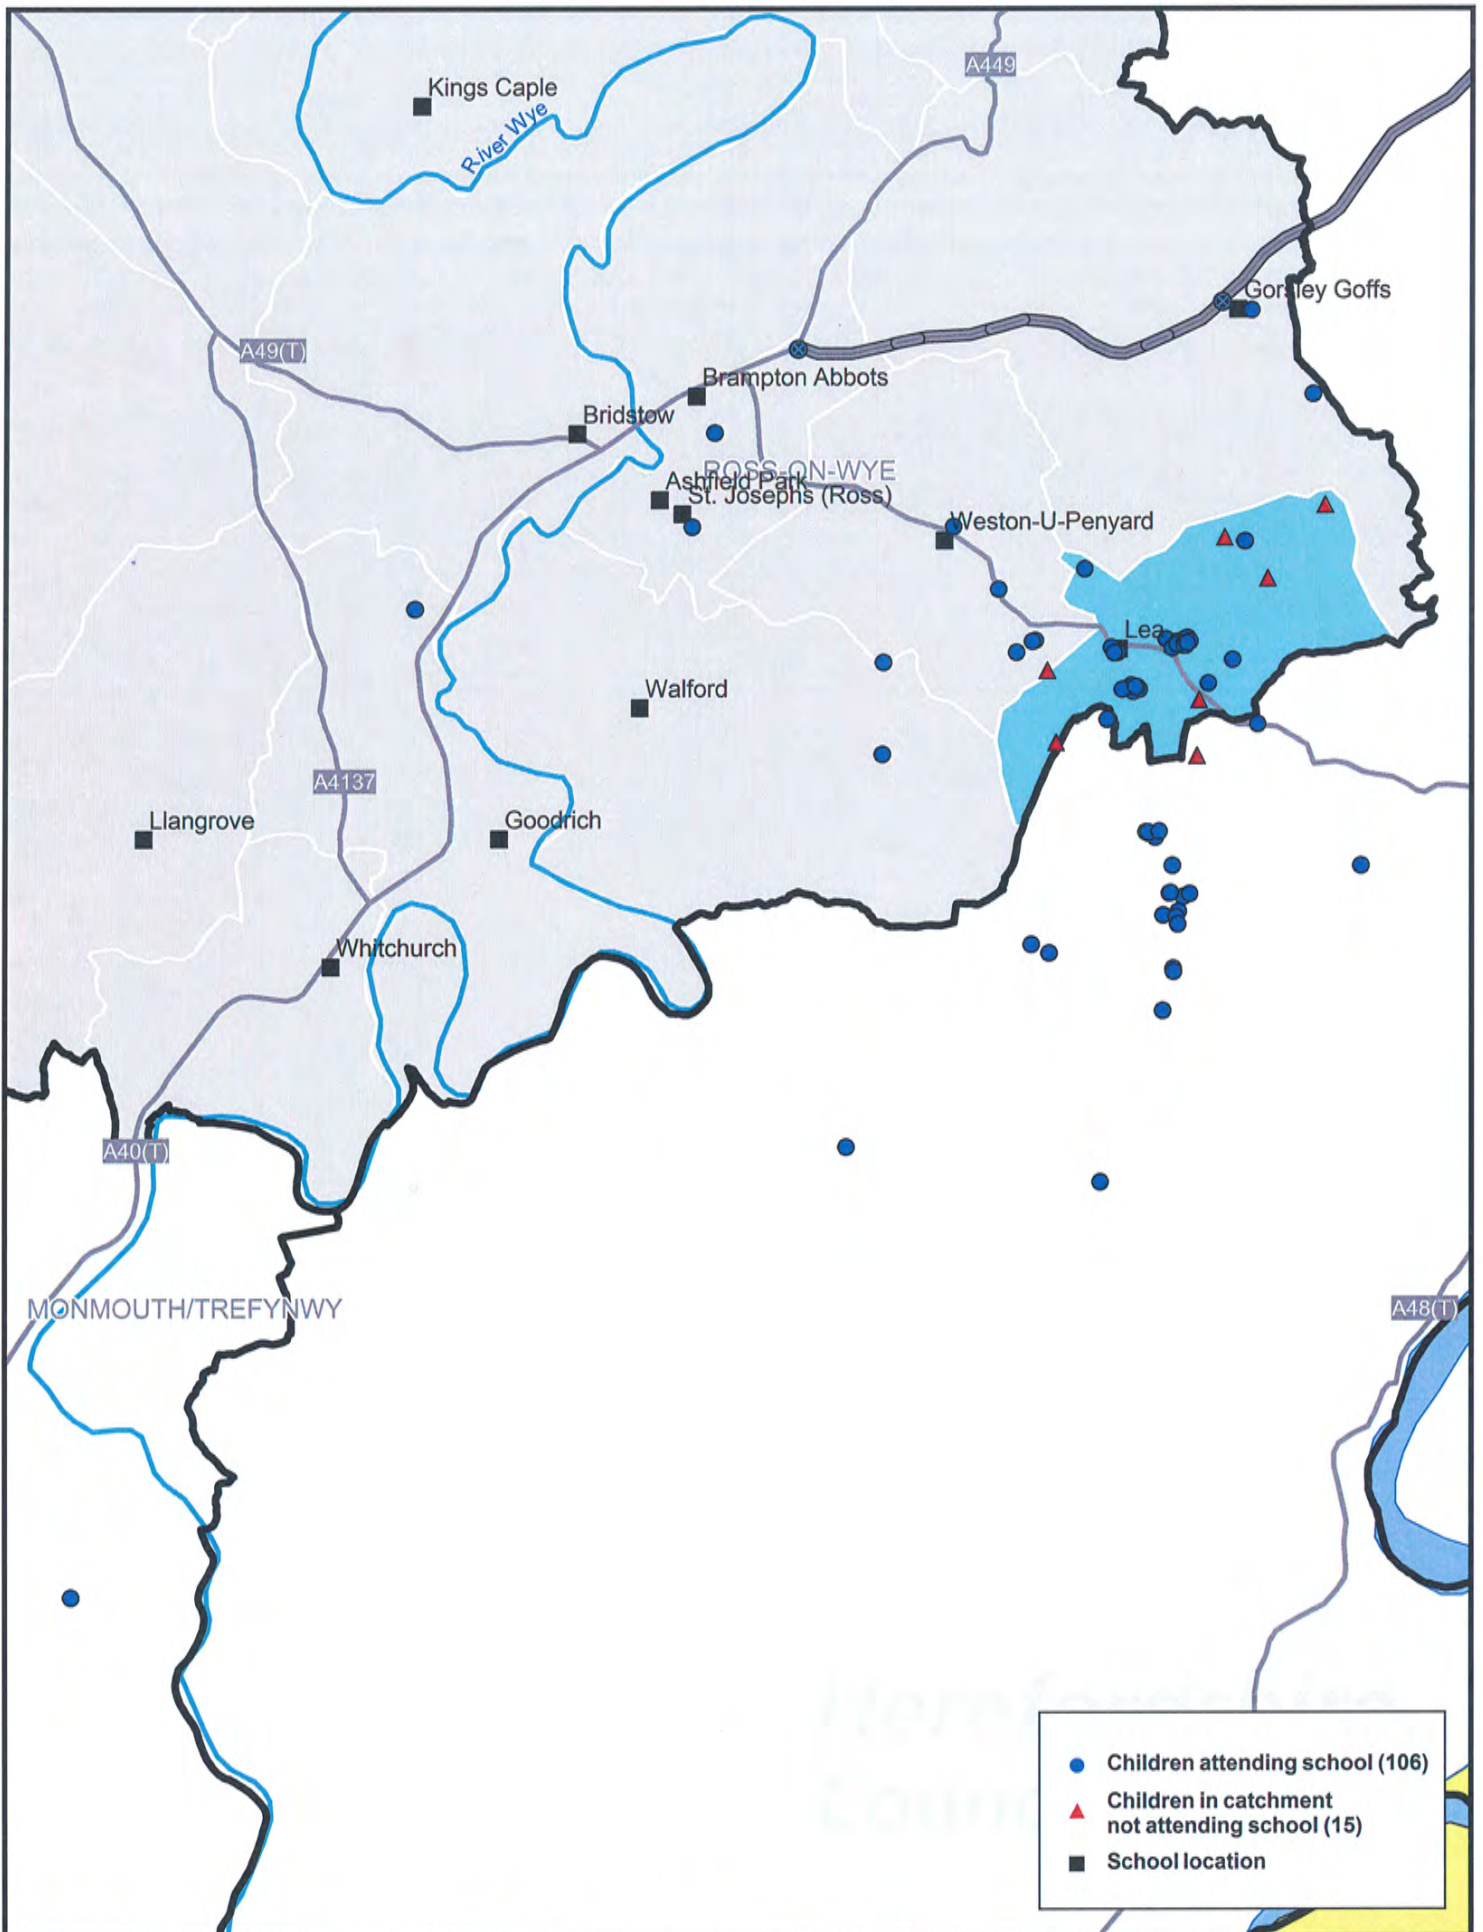 A449
Kings Caple
River Wye
Gorsley Goffs
A49(T)
Brampton Abbots
Bridstow
ROSS-ON-WYE
Ashfield Park
St. Josephs (Ross)
Weston-U-Penyard
Lea
Walford
A4137
Llangrove
Goodrich
Whitchurch
A40(T)
MONMOUTH/TREFYNWY
A48(T)
Children attending school (106)
Children in catchment
not attending school (15)
School location